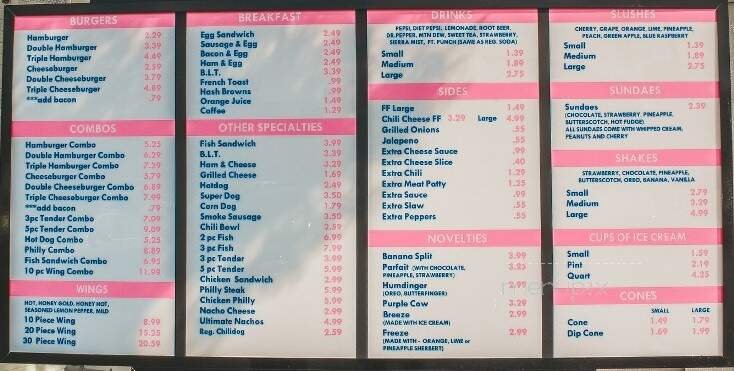 BURGERS
Hamburger 2.29
Double Hamburger 3.39
Triple Hamburger 4.49
Cheeseburger 2.59
Double Cheeseburger 3.79
Triple Cheeseburger 4.89
***add bacon .79
COMBOS
Hamburger Combo 5.25
Double Hamburger Combo 6.29
Triple Hamburger Combo 7.39
Cheeseburger Combo 5.79
Double Cheeseburger Combo 6.89
Triple Cheeseburger Combo 7.99
***add bacon .79
3pc Tender Combo 7.09
5pc Tender Combo 9.09
Hot Dog Combo 5.25
Philly Combo 8.89
Fish Sandwich Combo 6.95
10 pc Wing Combo 11.99
WINGS
HOT, HONEY GOLD, HONEY HOT,
SEASONED LEMON PEPPER, MILD
10 Piece Wing 8.99
20 Piece Wing 15.25
30 Piece Wing 20.59
BREAKFAST
Egg Sandwich 2.49
Sausage & Egg 2.49
Bacon & Egg 2.49
Ham & Egg 2.49
B.L.T. 3.39
French Toast .99
Hash Browns .99
Orange Juice 1.49
Coffee 1.29
OTHER SPECIALTIES
Fish Sandwich 3.99
B.L.T. 3.39
Ham & Cheese 3.29
Grilled Cheese 1.69
Hotdog 2.49
Super Dog 3.50
Corn Dog 1.79
Smoke Sausage 3.50
Chili Bowl 2.59
2 pc Fish 6.99
3 pc Fish 7.99
3 pc Tender 3.99
5 pc Tender 5.99
Chicken Sandwich 2.99
Philly Steak 5.99
Chicken Philly 5.99
Nacho Cheese 2.99
Ultimate Nachos 4.99
Reg. Chilidog 2.59
DRINKS
PEPSI, DIET PEPSI, LEMONADE, ROOT BEER,
DR.PEPPER, MTN DEW, SWEET TEA, STRAWBERRY,
SIERRA MIST, FT. PUNCH (SAME AS REG. SODA)
Small 1.39
Medium 1.89
Large 2.75
SIDES
FF Large 1.49
Chili Cheese FF 3.29 Large 4.99
Grilled Onions .55
Jalapeno .55
Extra Cheese Sauce .99
Extra Cheese Slice .40
Extra Chili 1.29
Extra Meat Patty 1.25
Extra Sauce .99
Extra Slaw .55
Extra Peppers .55
NOVELTIES
Banana Split 3.99
Parfait (WITH CHOCOLATE, 3.25
PINEAPPLE, STRAWBERRY)
Humdinger 2.99
(OREO, BUTTERFINGER)
Purple Cow 3.29
Breeze 2.99
(MADE WITH ICE CREAM)
Freeze 2.99
(MADE WITH - ORANGE, LIME or
PINEAPPLE SHERBERT)
SLUSHES
CHERRY, GRAPE, ORANGE, LIME, PINEAPPLE,
PEACH, GREEN APPLE, BLUE RASPBERRY
Small 1.39
Medium 1.89
Large 2.75
SUNDAES
Sundaes 2.39
(CHOCOLATE, STRAWBERRY, PINEAPPLE,
BUTTERSCOTCH, HOT FUDGE)
ALL SUNDAES COME WITH WHIPPED CREAM,
PEANUTS AND CHERRY
SHAKES
STRAWBERRY, CHOCOLATE, PINEAPPLE,
BUTTERSCOTCH, OREO, BANANA, VANILLA
Small 2.79
Medium 3.29
Large 4.99
CUPS OF ICE CREAM
Small 1.59
Pint 2.19
Quart 4.25
CONES
SMALL LARGE
Cone 1.49 1.79
Dip Cone 1.69 1.99